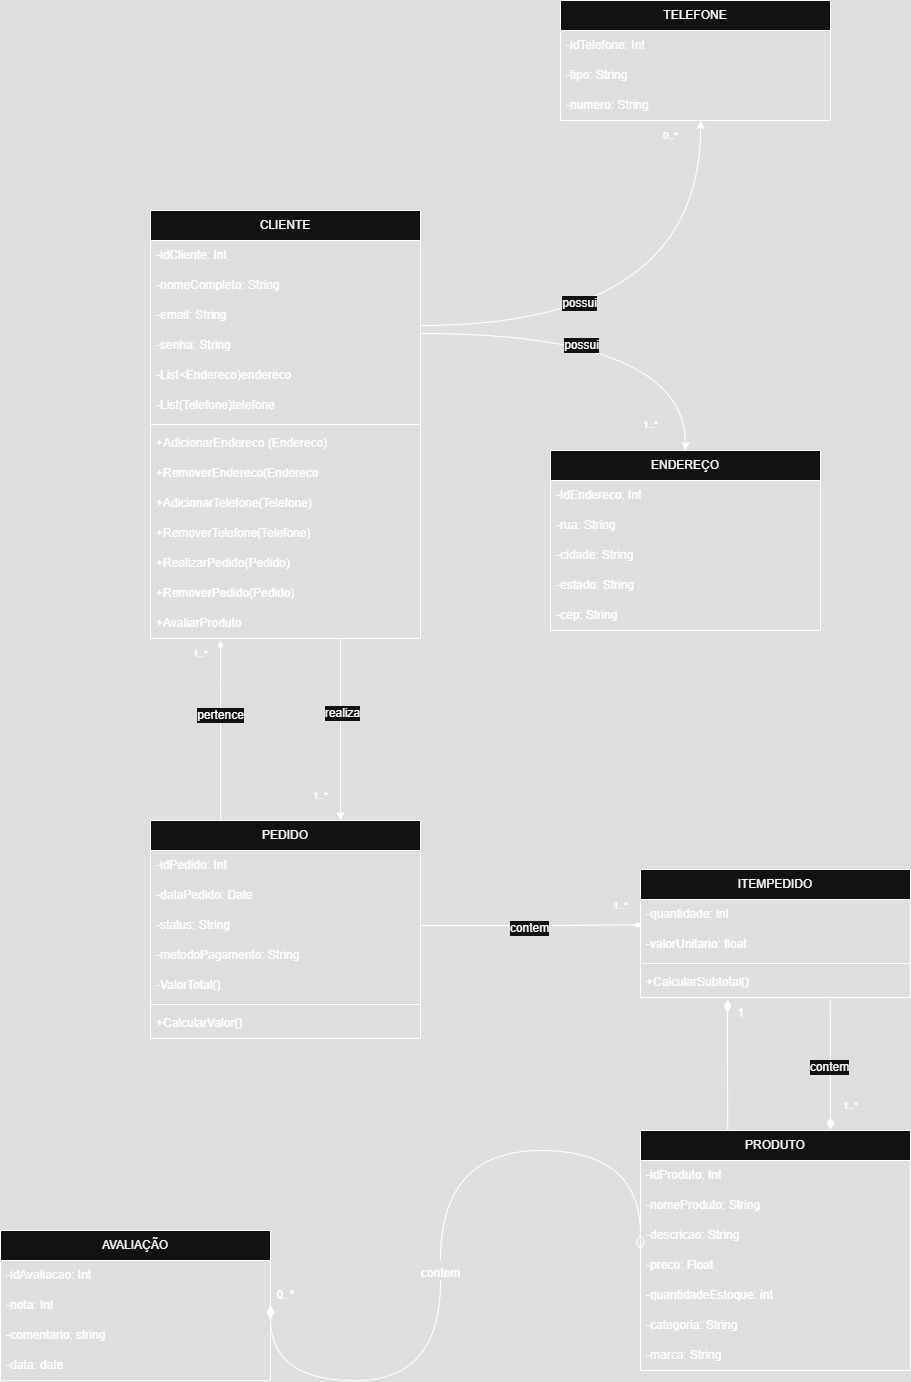 TELEFONE
-idTelefone: Int
-tipo: String
-numero: String
0..*
CLIENTE
-idCliente: Int
-nomeCompleto: String
-email: String
-senha: String
-List<Endereco)endereco
-List(Telefone)telefone
+AdicionarEndereco (Endereco)
+RemoverEndereco(Endereco
+AdicionarTelefone(Telefone)
+RemoverTelefone(Telefone)
+RealizarPedido(Pedido)
+RemoverPedido(Pedido)
+AvaliarProduto
possui
possui
1..*
ENDEREÇO
-IdEndereco: Int
-rua: String
-cidade: String
-estado: String
-cep: String
1..*
pertence
realiza
1..*
PEDIDO
-idPedido: Int
-dataPedido: Date
-status: String
-metodoPagamento: String
-ValorTotal()
+CalcularValor()
contem
1..*
ITEMPEDIDO
-quantidade: int
-valorUnitario: float
+CalcularSubtotal()
1
contem
1..*
PRODUTO
-idProduto: Int
-nomeProduto: String
-descricao: String
-preco: Float
-quantidadeEstoque: int
-categoria: String
-marca: String
AVALIAÇÃO
-idAvaliacao: Int
-nota: Int
-comentario: string
-data: date
0..*
contem